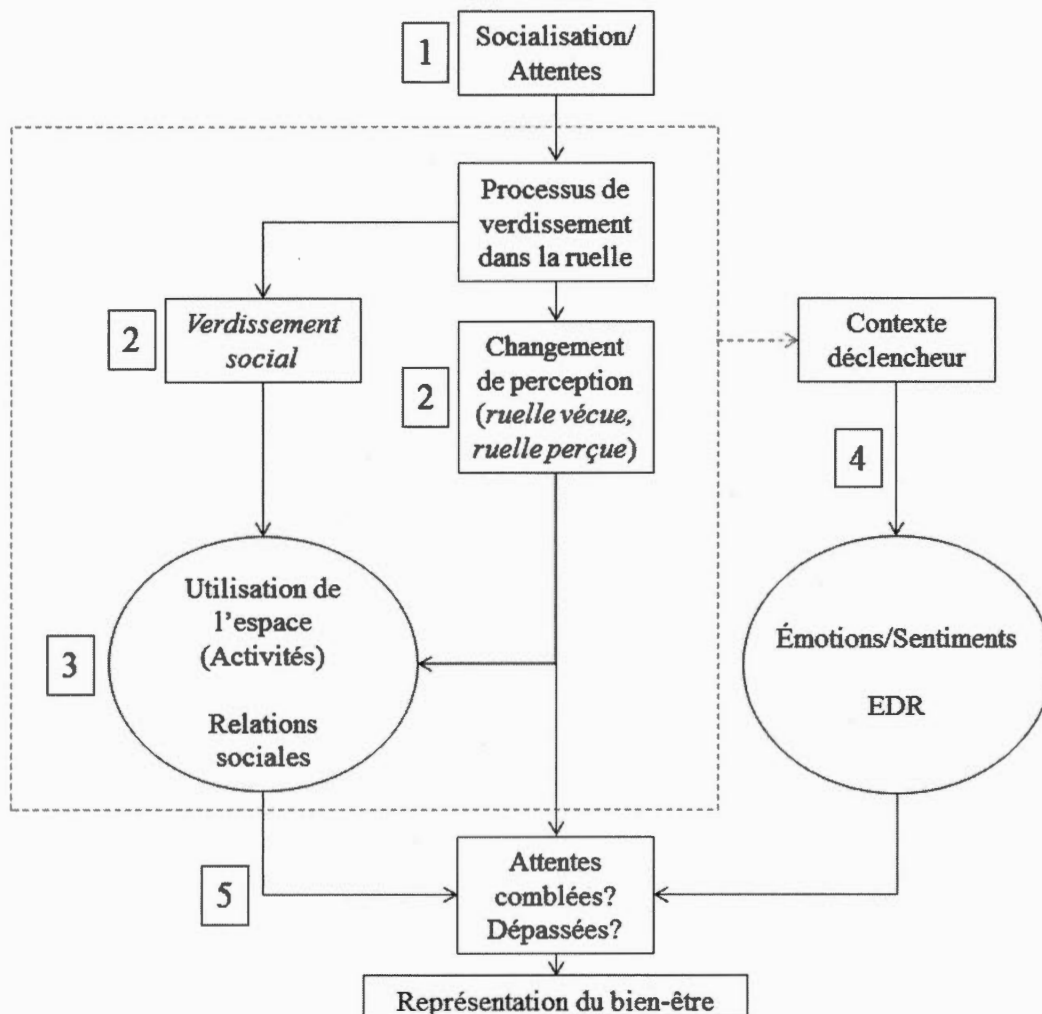 1
Socialisation/
Attentes
Processus de
verdissement
dans la ruelle
2
Verdissement
social
2
Changement
de perception
(ruelle vécue,
ruelle perçue)
Contexte
déclencheur
4
3
Utilisation de
l'espace
(Activités)
Relations
sociales
Émotions/Sentiments
EDR
5
Attentes
comblées?
Dépassées?
Représentation du bien-être